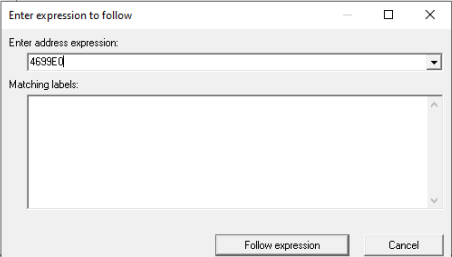 Enter expression to follow
Enter address expression:
4699E0
Matching labels:
Follow expression
Cancel